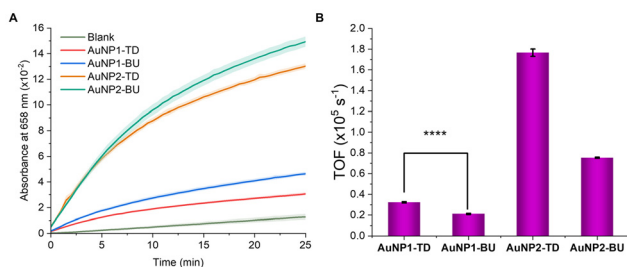 A
Blank
AuNP1-TD
AuNP1-BU
AuNP2-TD
AuNP2-BU
Absorbance at 658 nm (x10⁻²)
16
14
12
10
8
6
4
2
0
0
5
10
15
20
25
Time (min)
B
TOF (x10⁵ s⁻¹)
2.0
1.8
1.6
1.4
1.2
1.0
0.8
0.6
0.4
0.2
0.0
****
AuNP1-TD
AuNP1-BU
AuNP2-TD
AuNP2-BU